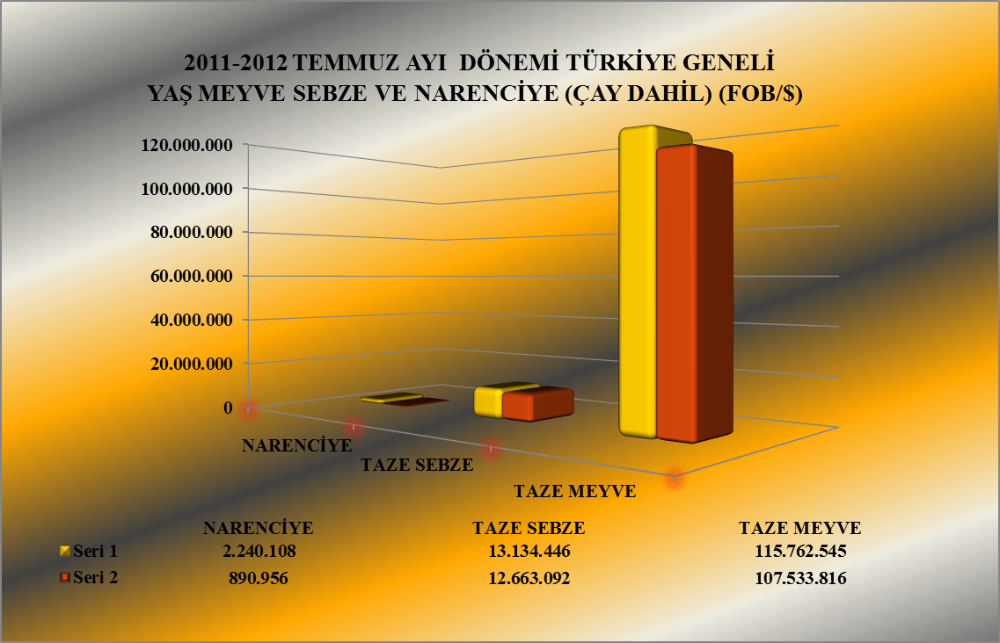 2011-2012 TEMMUZ AYI DÖNEMİ TÜRKİYE GENELİ
YAŞ MEYVE SEBZE VE NARENCİYE (ÇAY DAHİL) (FOB/$)
120.000.000
100.000.000
80.000.000
60.000.000
40.000.000
20.000.000
0
NARENCİYE
TAZE SEBZE
TAZE MEYVE
NARENCİYE TAZE SEBZE TAZE MEYVE
Seri 1 2.240.108 13.134.446 115.762.545
Seri 2 890.956 12.663.092 107.533.816